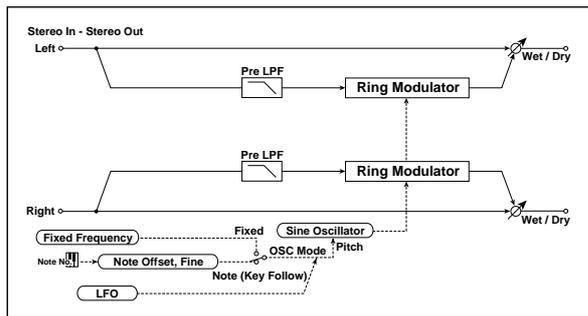 Stereo In - Stereo Out
Left
Wet / Dry
Pre LPF
Ring Modulator
Pre LPF
Ring Modulator
Right
Wet / Dry
Fixed Frequency
Fixed
Sine Oscillator
OSC Mode
Pitch
Note No.
Note Offset, Fine
Note (Key Follow)
LFO